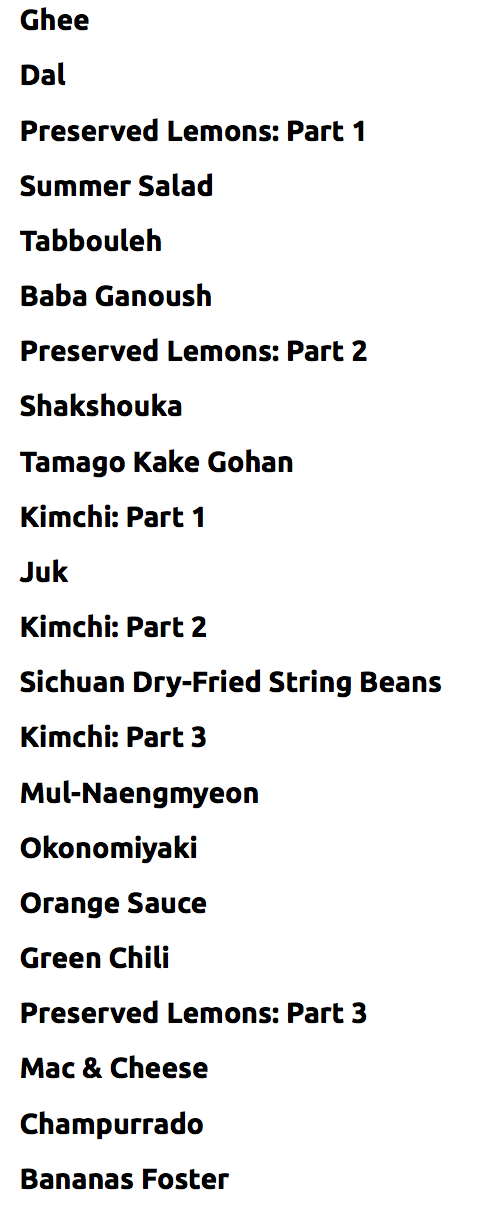 Ghee
Dal
Preserved Lemons: Part 1
Summer Salad
Tabbouleh
Baba Ganoush
Preserved Lemons: Part 2
Shakshouka
Tamago Kake Gohan
Kimchi: Part 1
Juk
Kimchi: Part 2
Sichuan Dry-Fried String Beans
Kimchi: Part 3
Mul-Naengmyeon
Okonomiyaki
Orange Sauce
Green Chili
Preserved Lemons: Part 3
Mac & Cheese
Champurrado
Bananas Foster